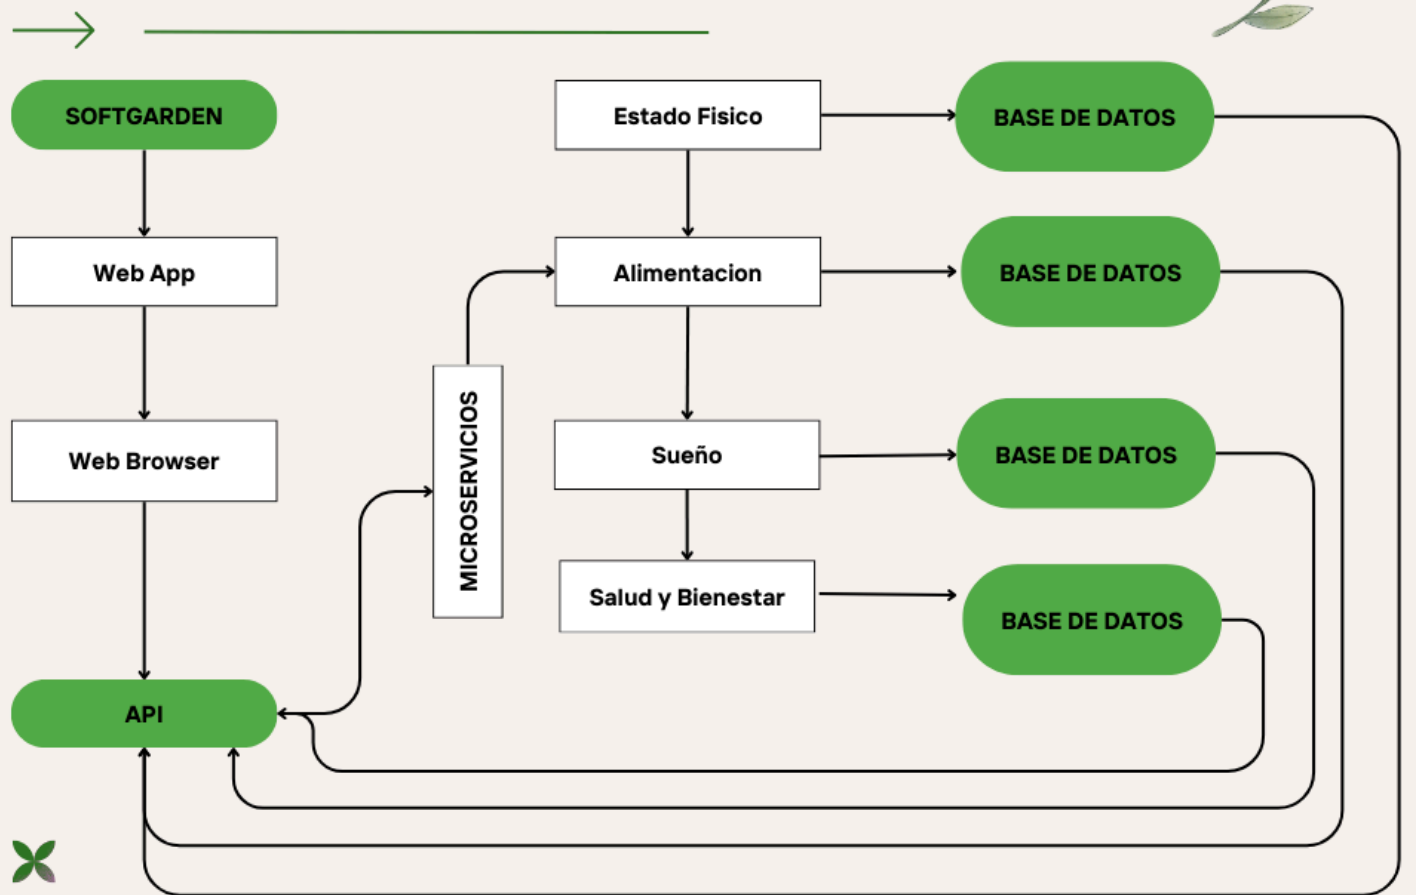 SOFTGARDEN
Web App
Web Browser
API
MICROSERVICIOS
Estado Fisico
Alimentacion
Sueño
Salud y Bienestar
BASE DE DATOS
BASE DE DATOS
BASE DE DATOS
BASE DE DATOS